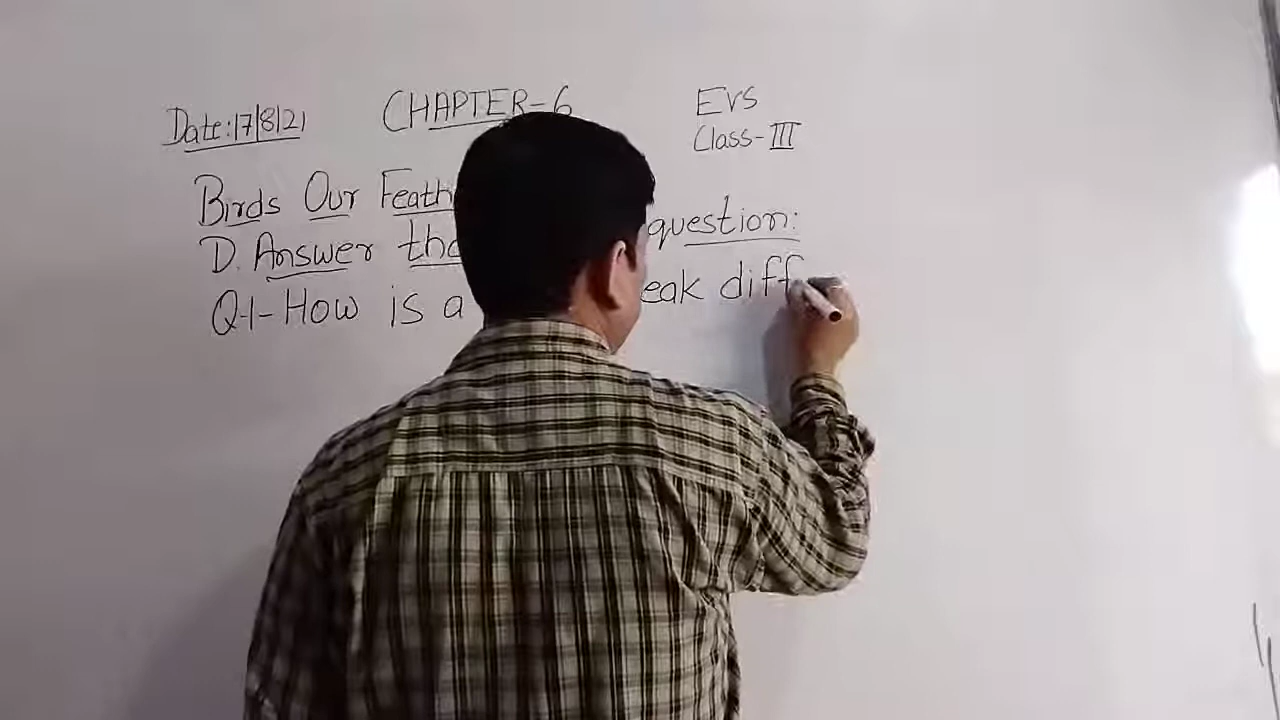 Date: 17/8/21 CHAPTER-6 EVS
Class-III
Birds Our Feath
D. Answer the question:
Q-1- How is a eak diff